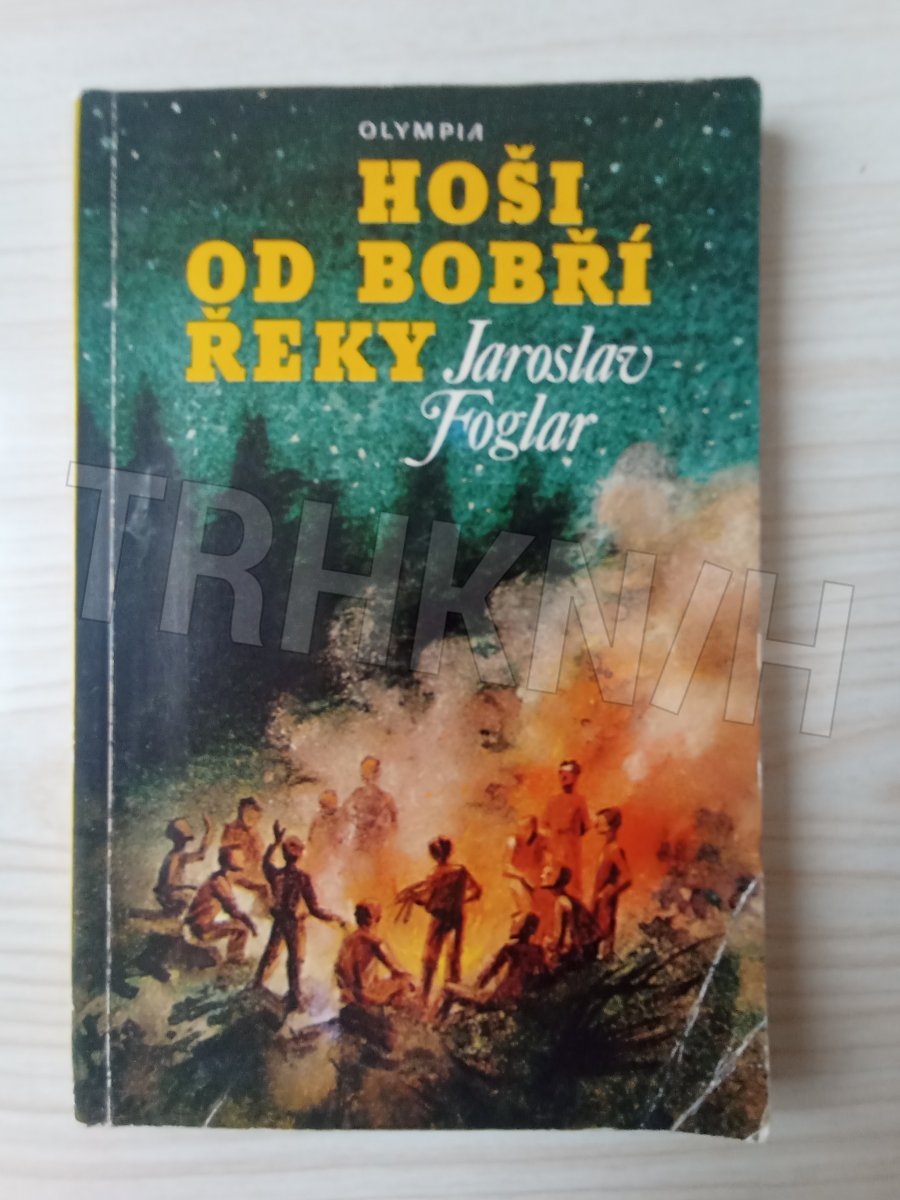 OLYMPIA
HOŠI
OD BOBŘÍ
ŘEKY Jaroslav
Foglar
TRHKNIH